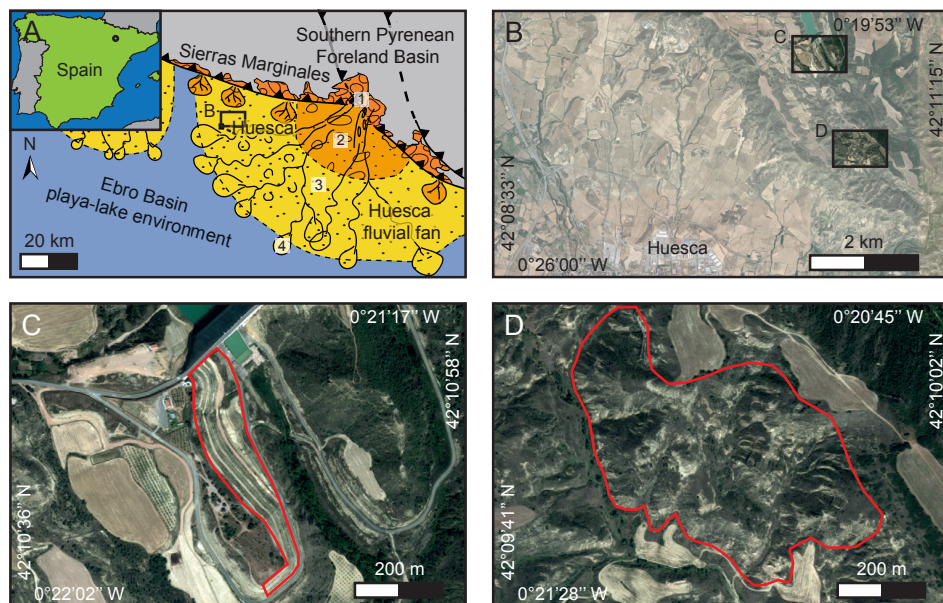 A
Spain
N
Southern Pyrenean
Foreland Basin
Sierras Marginales
1
B
Huesca
2
3
Ebro Basin
playa-lake environment
Huesca
fluvial fan
4
20 km
B
0°19'53'' W
C
42°11'15'' N
D
42°08'33'' N
Huesca
0°26'00'' W
2 km
C
0°21'17'' W
42°10'58'' N
42°10'36'' N
0°22'02'' W
200 m
D
0°20'45'' W
42°10'02'' N
42°09'41'' N
0°21'28'' W
200 m